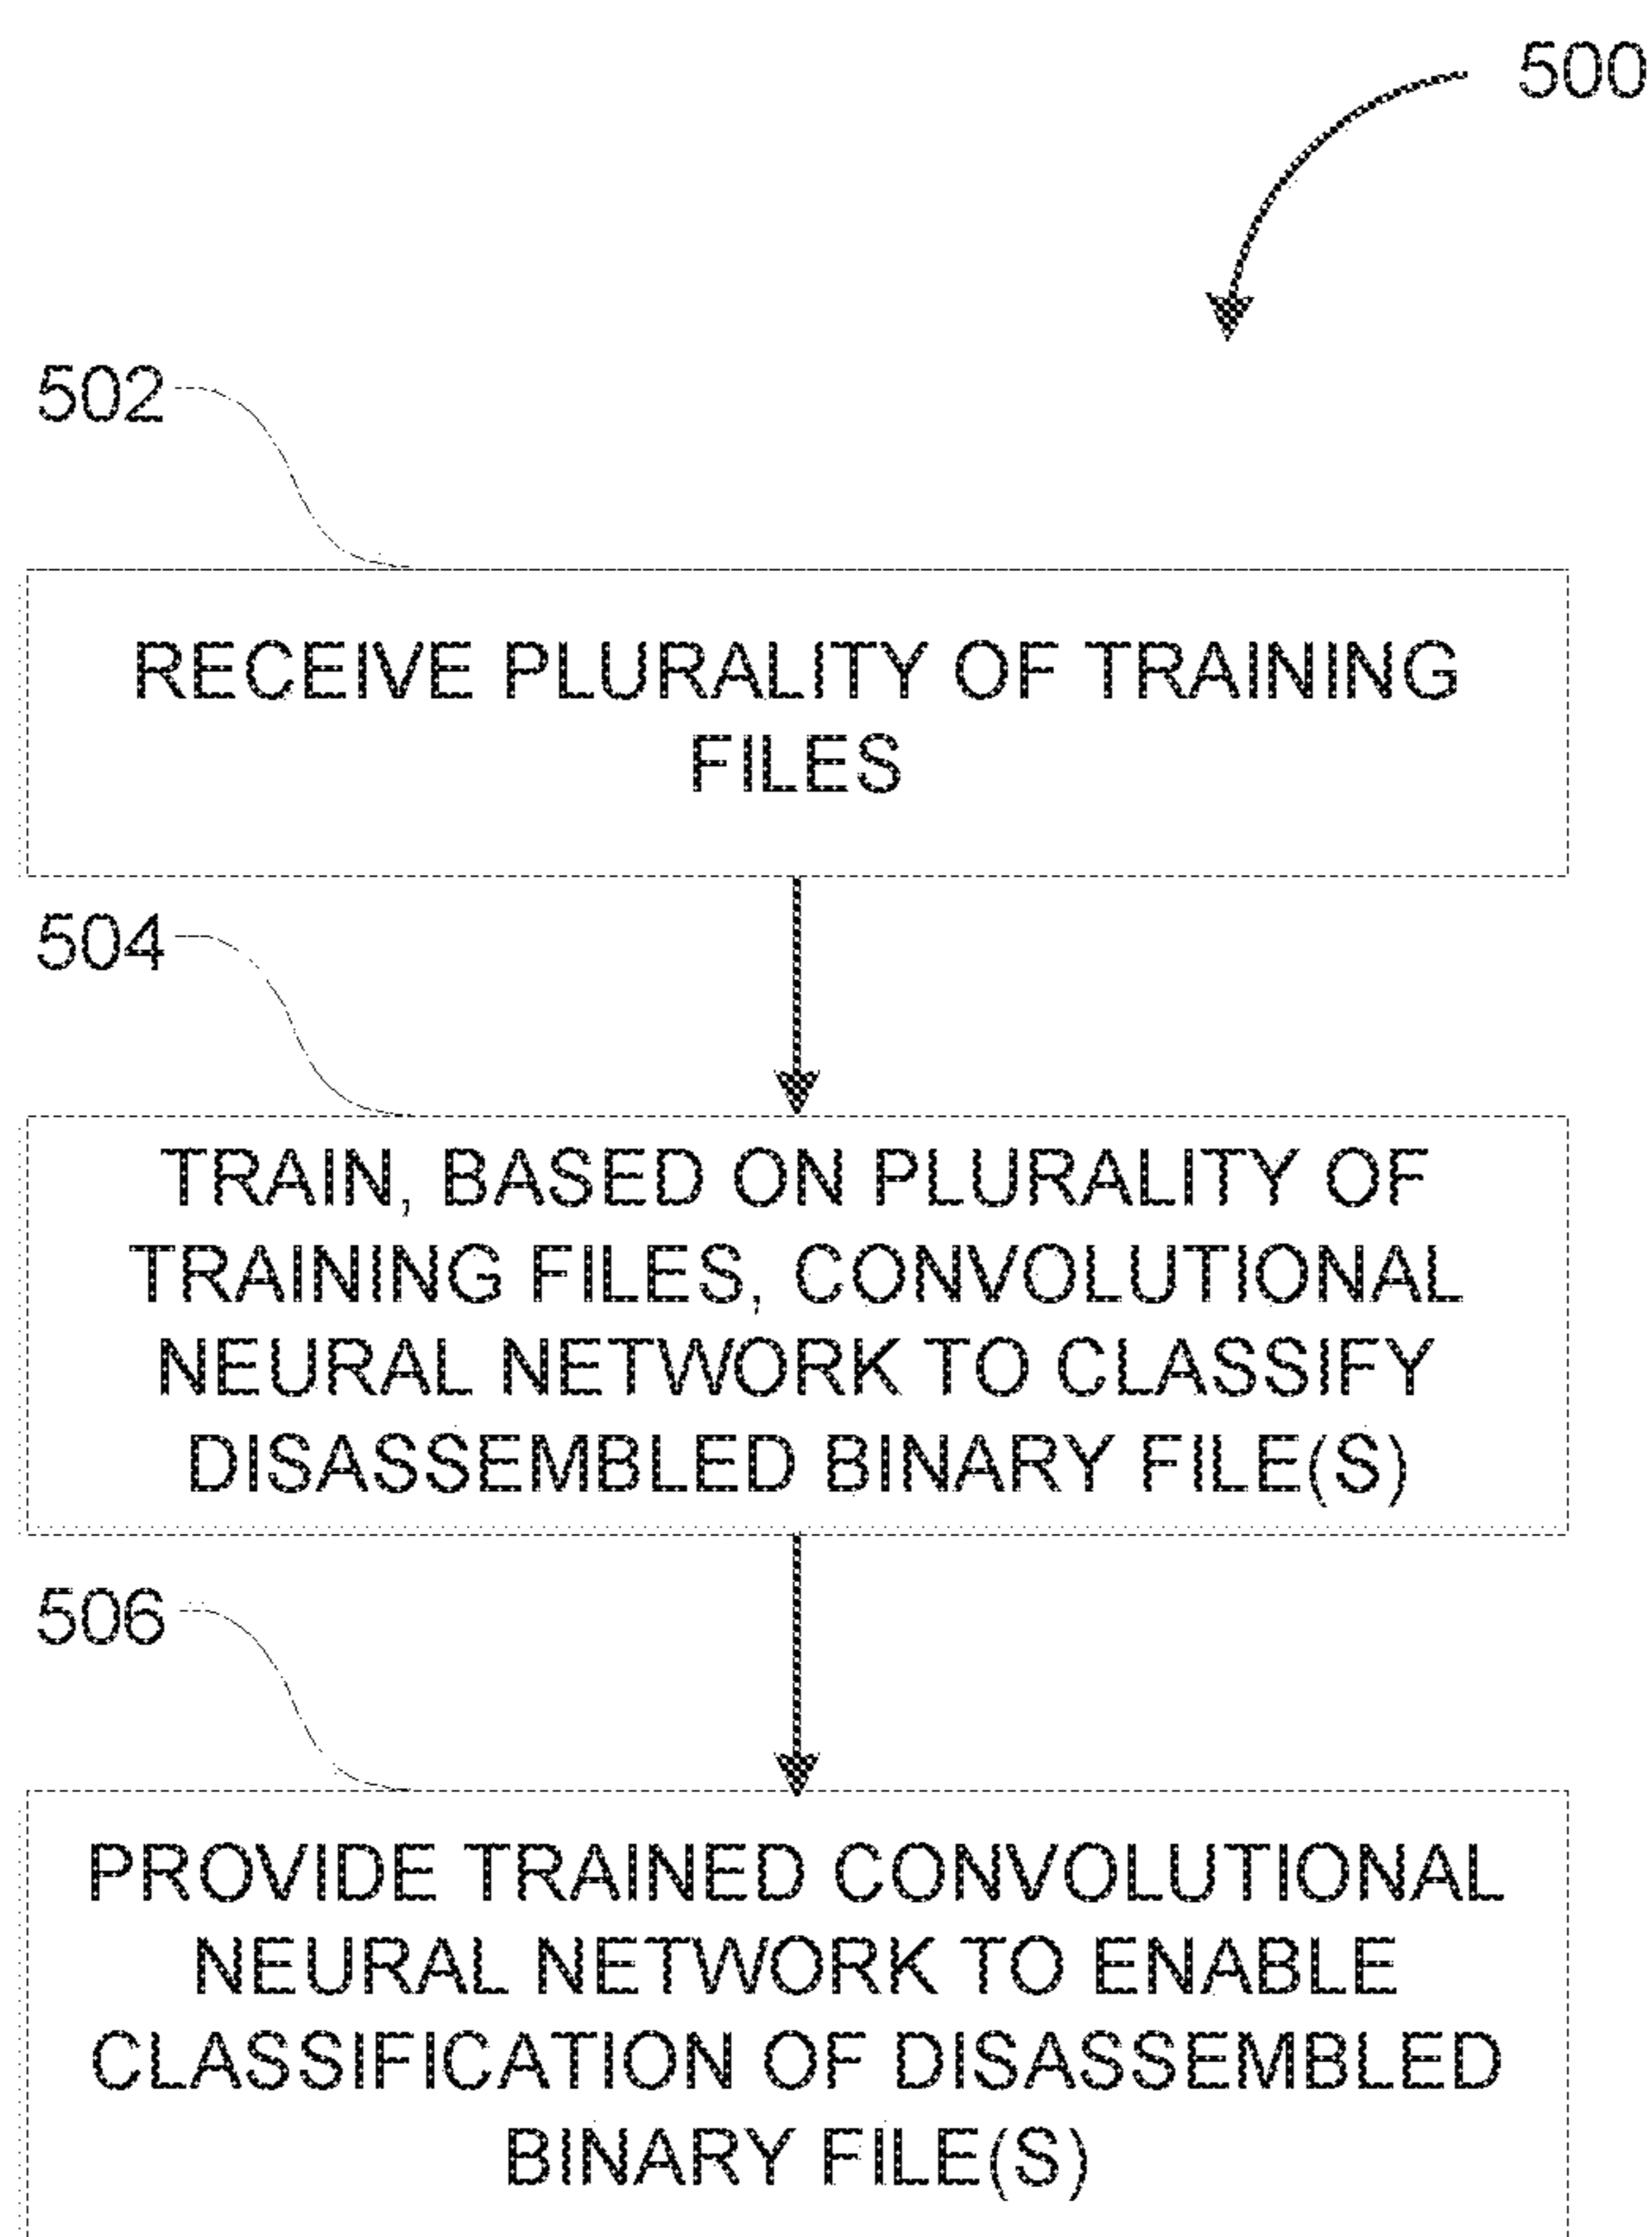 500
502
RECEIVE PLURALITY OF TRAINING
FILES
504
TRAIN, BASED ON PLURALITY OF
TRAINING FILES, CONVOLUTIONAL
NEURAL NETWORK TO CLASSIFY
DISASSEMBLED BINARY FILE(S)
506
PROVIDE TRAINED CONVOLUTIONAL
NEURAL NETWORK TO ENABLE
CLASSIFICATION OF DISASSEMBLED
BINARY FILE(S)